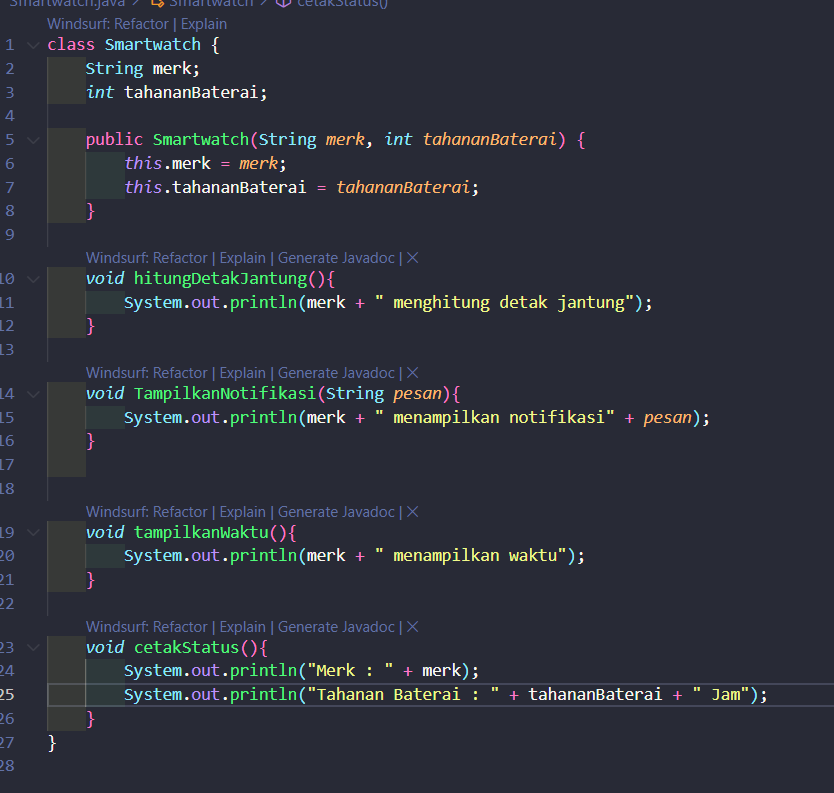 Smartwatch.java > Smartwatch > cetakStatus()
Windsurf: Refactor | Explain
1 class Smartwatch {
2 String merk;
3 int tahananBaterai;
4
5 public Smartwatch(String merk, int tahananBaterai) {
6 this.merk = merk;
7 this.tahananBaterai = tahananBaterai;
8 }
9
Windsurf: Refactor | Explain | Generate Javadoc | ×
10 void hitungDetakJantung(){
11 System.out.println(merk + " menghitung detak jantung");
12 }
13
Windsurf: Refactor | Explain | Generate Javadoc | ×
14 void TampilkanNotifikasi(String pesan){
15 System.out.println(merk + " menampilkan notifikasi" + pesan);
16 }
17
18
Windsurf: Refactor | Explain | Generate Javadoc | ×
19 void tampilkanWaktu(){
20 System.out.println(merk + " menampilkan waktu");
21 }
22
Windsurf: Refactor | Explain | Generate Javadoc | ×
23 void cetakStatus(){
24 System.out.println("Merk : " + merk);
25 System.out.println("Tahanan Baterai : " + tahananBaterai + " Jam");
26 }
27 }
28